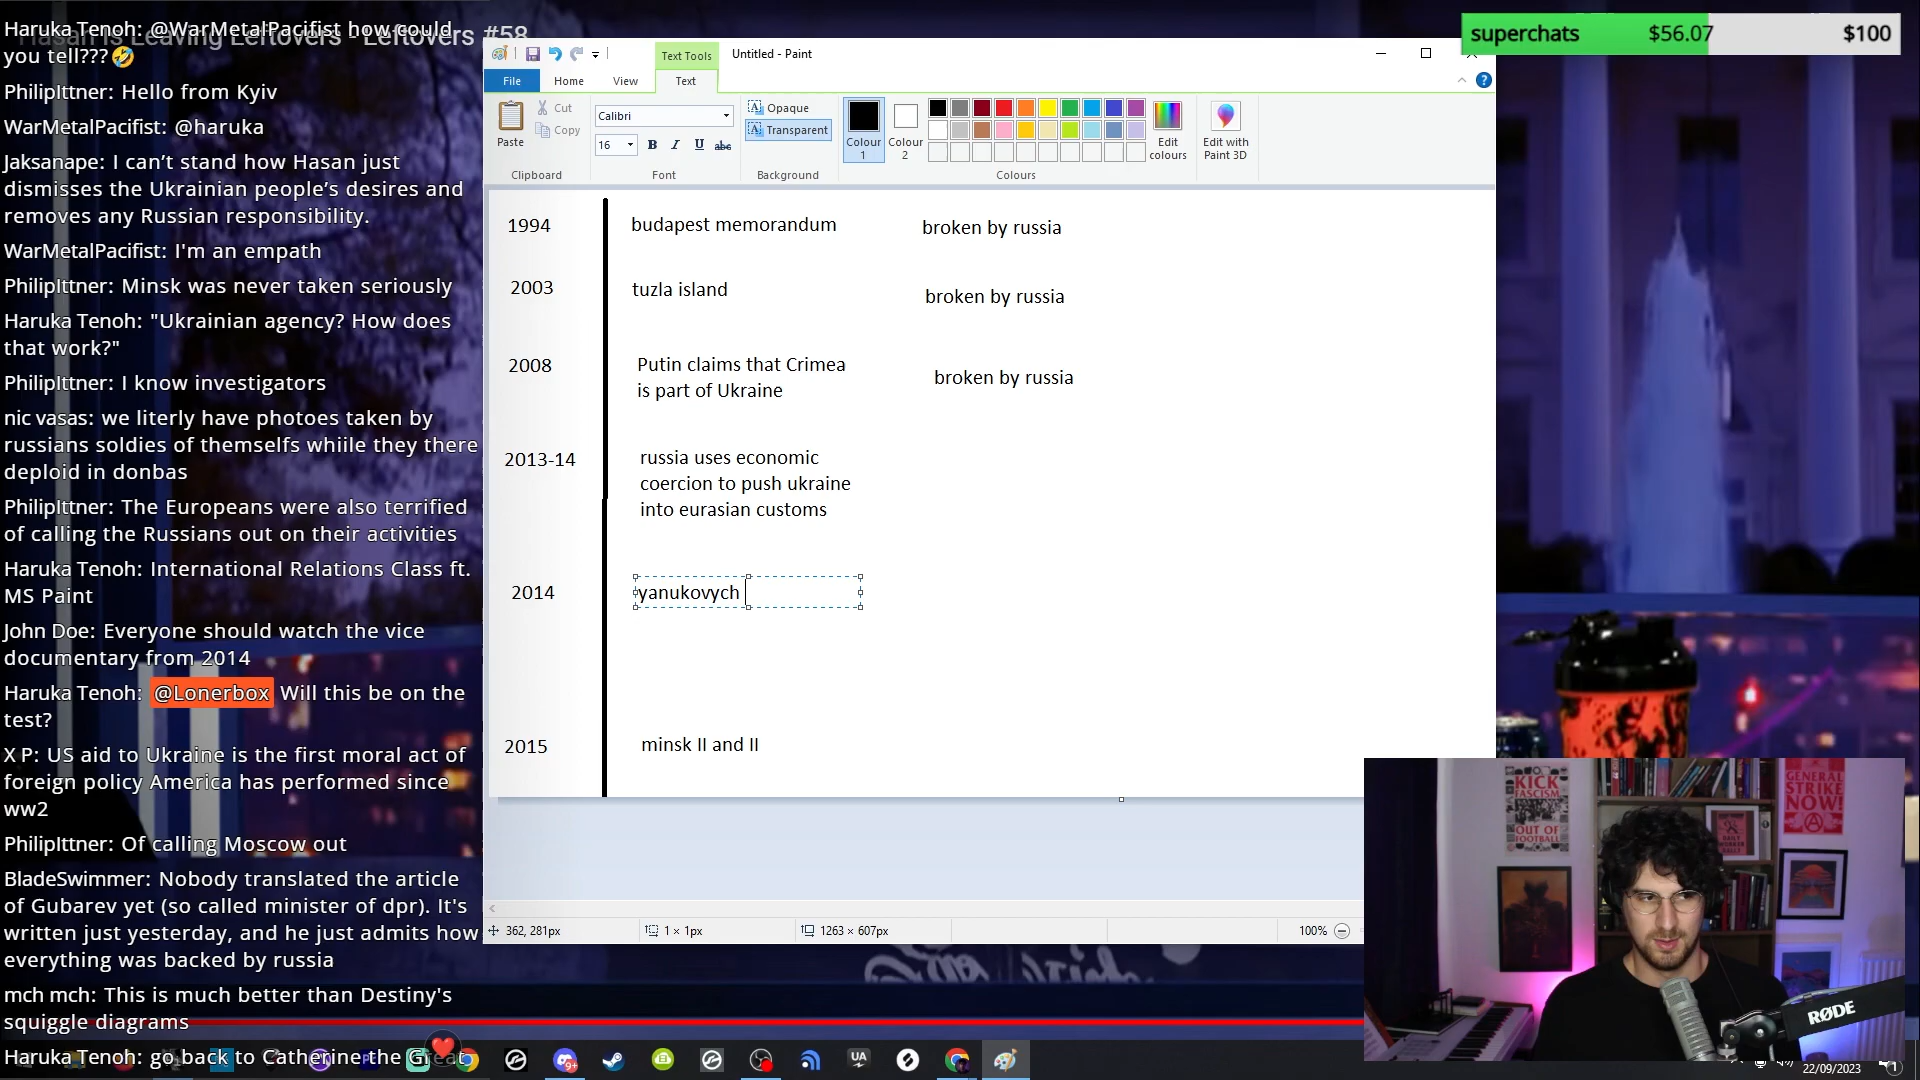 Hasan is Leaving Leftovers - Leftovers #58
Haruka Tenoh: @WarMetalPacifist how could
you tell???🤣
PhilipIttner: Hello from Kyiv
WarMetalPacifist: @haruka
Jaksanape: I can’t stand how Hasan just
dismisses the Ukrainian people’s desires and
removes any Russian responsibility.
WarMetalPacifist: I'm an empath
PhilipIttner: Minsk was never taken seriously
Haruka Tenoh: "Ukrainian agency? How does
that work?"
PhilipIttner: I know investigators
nic vasas: we literly have photoes taken by
russians soldies of themselfs whiile they there
deploid in donbas
PhilipIttner: The Europeans were also terrified
of calling the Russians out on their activities
Haruka Tenoh: International Relations Class ft.
MS Paint
John Doe: Everyone should watch the vice
documentary from 2014
Haruka Tenoh: @Lonerbox Will this be on the
test?
X P: US aid to Ukraine is the first moral act of
foreign policy America has performed since
ww2
PhilipIttner: Of calling Moscow out
BladeSwimmer: Nobody translated the article
of Gubarev yet (so called minister of dpr). It's
written just yesterday, and he just admits how
everything was backed by russia
mch mch: This is much better than Destiny's
squiggle diagrams
Haruka Tenoh: go back to Catherine the Great
Text Tools
Untitled - Paint
File Home View Text
Paste
Cut
Copy
Clipboard
Calibri
16 B I U abc
Font
Opaque
Transparent
Background
Colour
1
Colour
2
Edit
colours
Colours
Edit with
Paint 3D
1994 budapest memorandum broken by russia
2003 tuzla island broken by russia
2008 Putin claims that Crimea
is part of Ukraine
broken by russia
2013-14 russia uses economic
coercion to push ukraine
into eurasian customs
2014 yanukovych
2015 minsk II and II
362, 281px
1 × 1px
1263 × 607px
100%
superchats $56.07 $100
KICK
FASCISM
OUT OF
FOOTBALL
GENERAL
STRIKE
NOW!
RØDE
9+
UA
22/09/2023
1